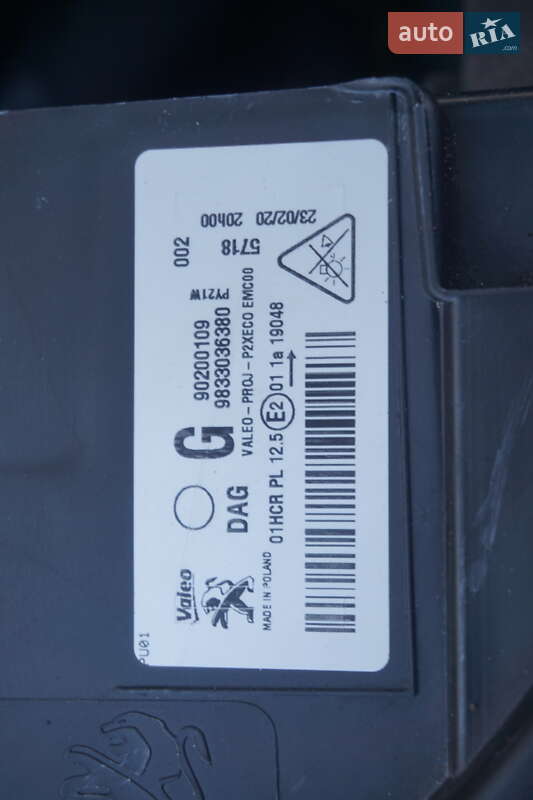 auto RIA
.com
PU01
Valeo
MADE IN POLAND
DAG
G
90200109
9833036380
PY21W
002
VALEO-PROJ-P2XECO EMC00
5718
23/02/20 20h00
01HCR PL 12.5 E2 01 1a 19048